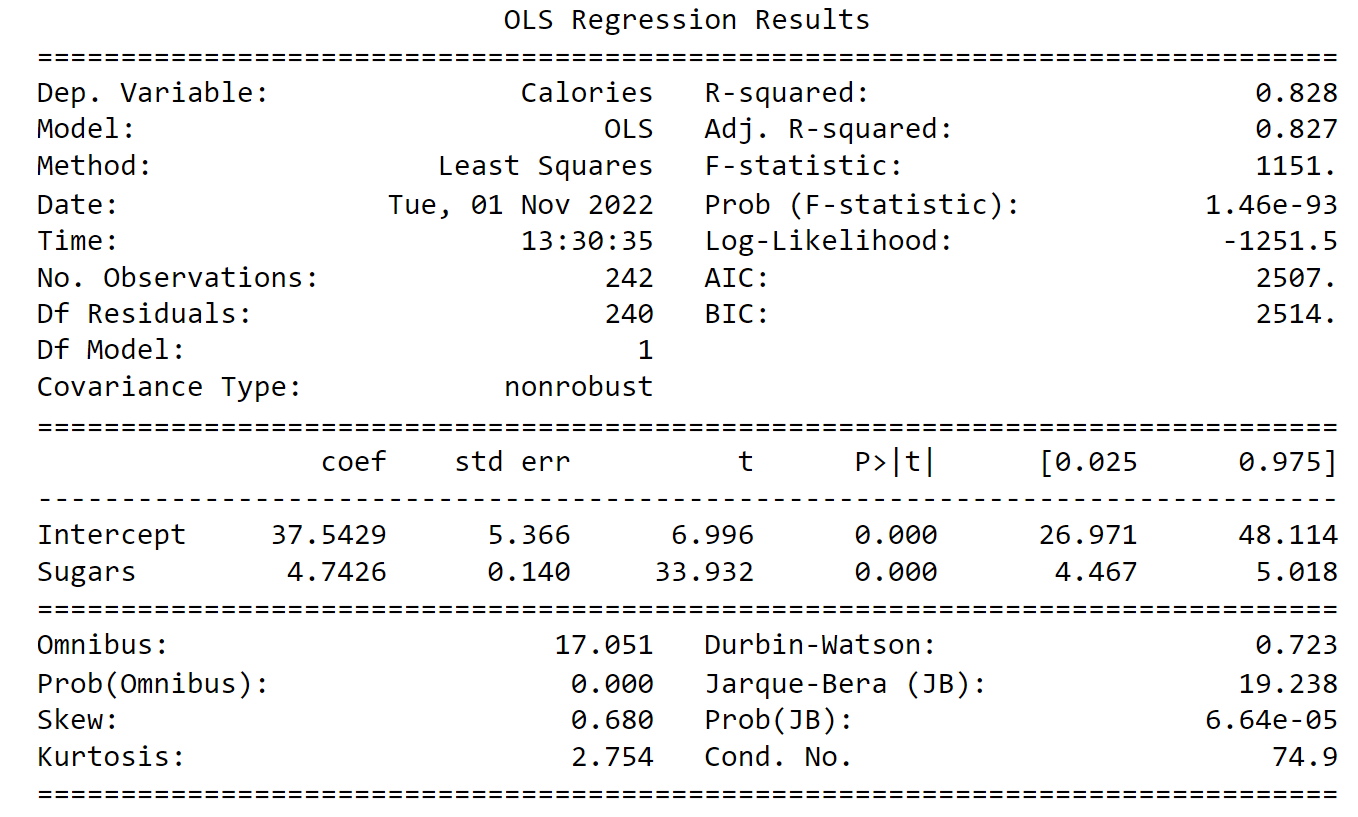 OLS Regression Results
==============================================================================
Dep. Variable:               Calories   R-squared:                       0.828
Model:                            OLS   Adj. R-squared:                  0.827
Method:                 Least Squares   F-statistic:                     1151.
Date:                Tue, 01 Nov 2022   Prob (F-statistic):           1.46e-93
Time:                        13:30:35   Log-Likelihood:                -1251.5
No. Observations:                 242   AIC:                             2507.
Df Residuals:                     240   BIC:                             2514.
Df Model:                           1
Covariance Type:            nonrobust
==============================================================================
                 coef    std err          t      P>|t|      [0.025      0.975]
------------------------------------------------------------------------------
Intercept     37.5429      5.366      6.996      0.000      26.971      48.114
Sugars         4.7426      0.140     33.932      0.000       4.467       5.018
==============================================================================
Omnibus:                       17.051   Durbin-Watson:                   0.723
Prob(Omnibus):                  0.000   Jarque-Bera (JB):               19.238
Skew:                           0.680   Prob(JB):                     6.64e-05
Kurtosis:                       2.754   Cond. No.                         74.9
==============================================================================